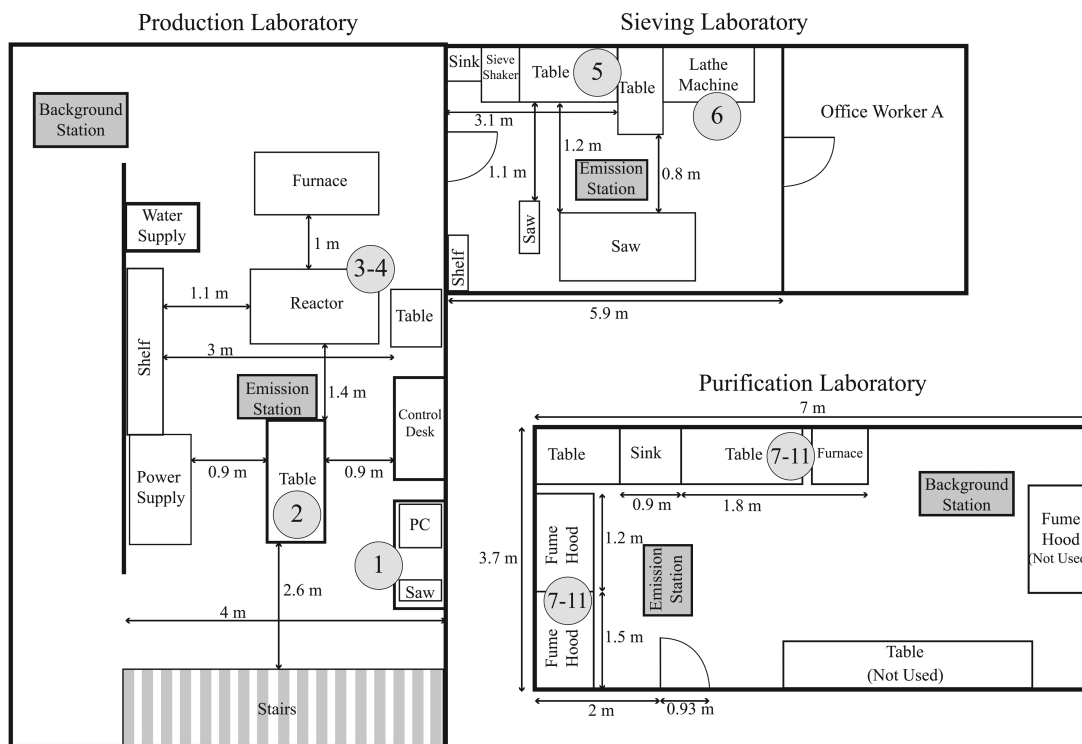 Production Laboratory
Background
Station
Furnace
Water
Supply
1 m
3-4
Reactor
1.1 m
Table
3 m
Shelf
Emission
Station
1.4 m
Control
Desk
Power
Supply
0.9 m
Table
0.9 m
2
PC
1
Saw
2.6 m
4 m
Stairs
Sieving Laboratory
Sink
Sieve
Shaker
Table
5
Table
Lathe
Machine
6
Office Worker A
3.1 m
1.2 m
1.1 m
Emission
Station
0.8 m
Saw
Saw
Shelf
5.9 m
Purification Laboratory
7 m
Table
Sink
Table
7-11
Furnace
0.9 m
1.8 m
Background
Station
Fume
Hood
(Not Used)
3.7 m
Fume
Hood
1.2 m
Emission
Station
7-11
Fume
Hood
1.5 m
Table
(Not Used)
2 m
0.93 m